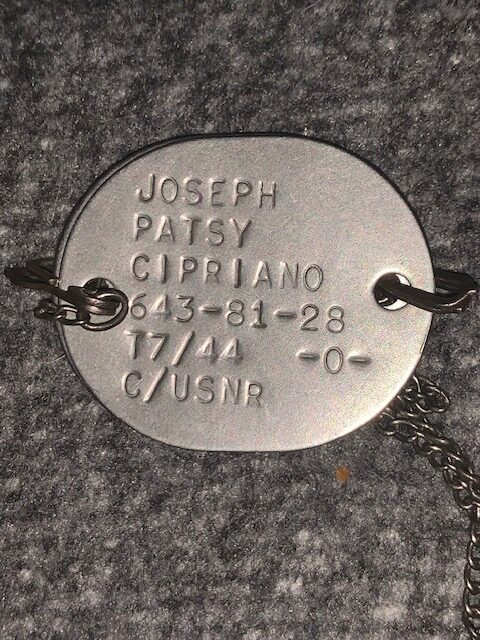 JOSEPH
PATSY
CIPRIANO
643-81-28
T7/44 -O-
C/USNR